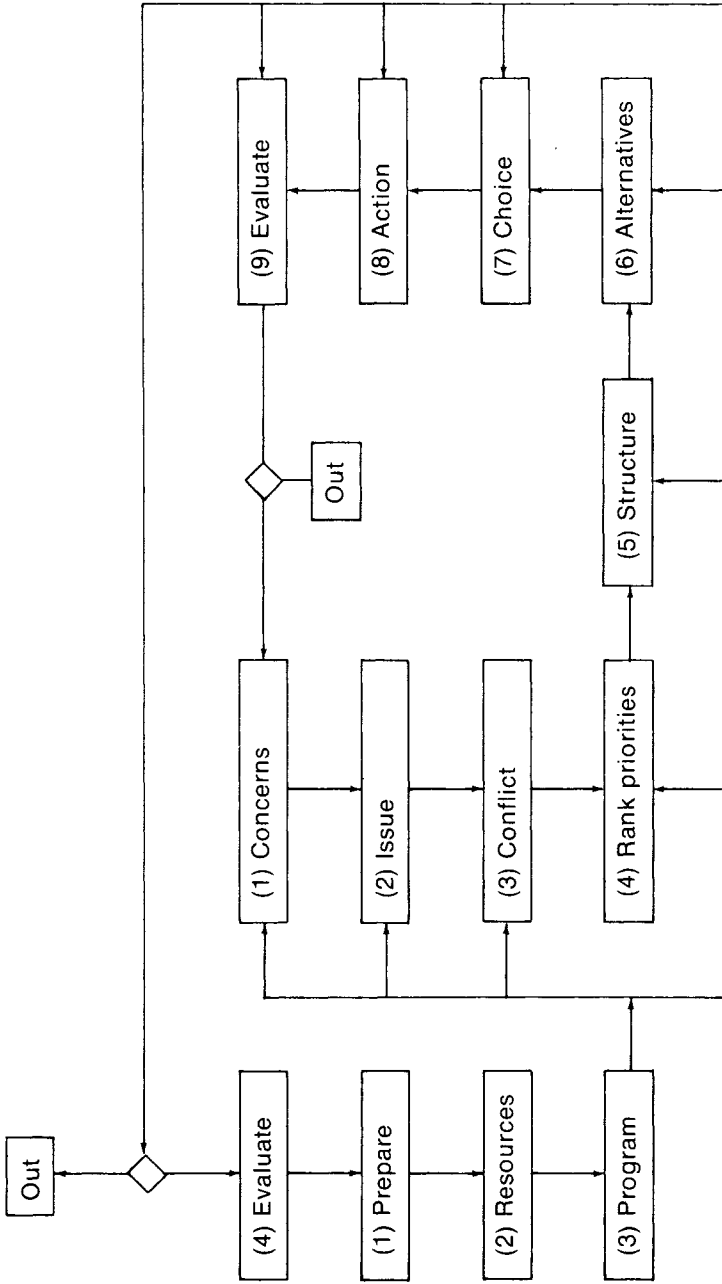 Out
(4) Evaluate
(1) Prepare
(2) Resources
(3) Program
(1) Concerns
(2) Issue
(3) Conflict
(4) Rank priorities
Out
(5) Structure
(9) Evaluate
(8) Action
(7) Choice
(6) Alternatives